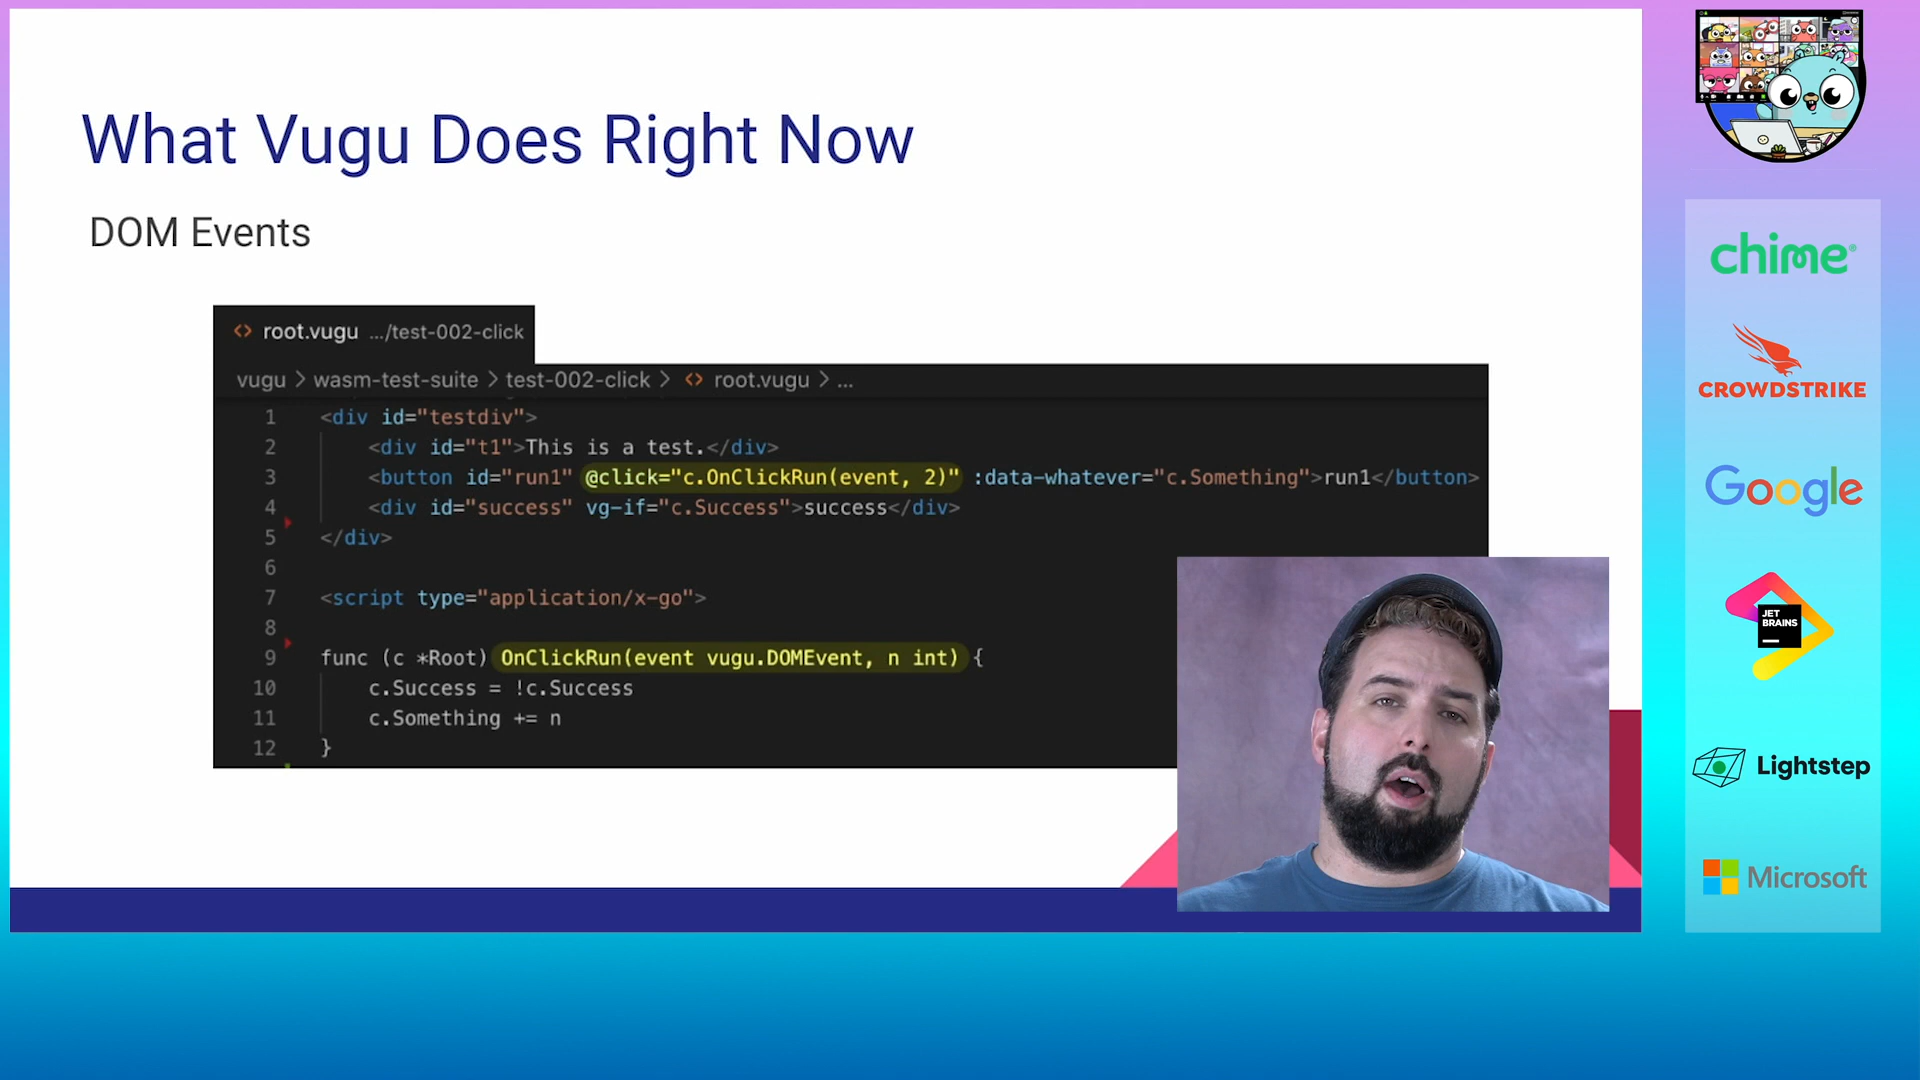 What Vugu Does Right Now
DOM Events
<> root.vugu .../test-002-click
vugu > wasm-test-suite > test-002-click > <> root.vugu > ...
1 <div id="testdiv">
2 <div id="t1">This is a test.</div>
3 <button id="run1" @click="c.OnClickRun(event, 2)" :data-whatever="c.Something">run1</button>
4 <div id="success" vg-if="c.Success">success</div>
5 </div>
6
7 <script type="application/x-go">
8
9 func (c *Root) OnClickRun(event vugu.DOMEvent, n int) {
10 c.Success = !c.Success
11 c.Something += n
12 }
chime®
CROWDSTRIKE
Google
JET
BRAINS
Lightstep
Microsoft